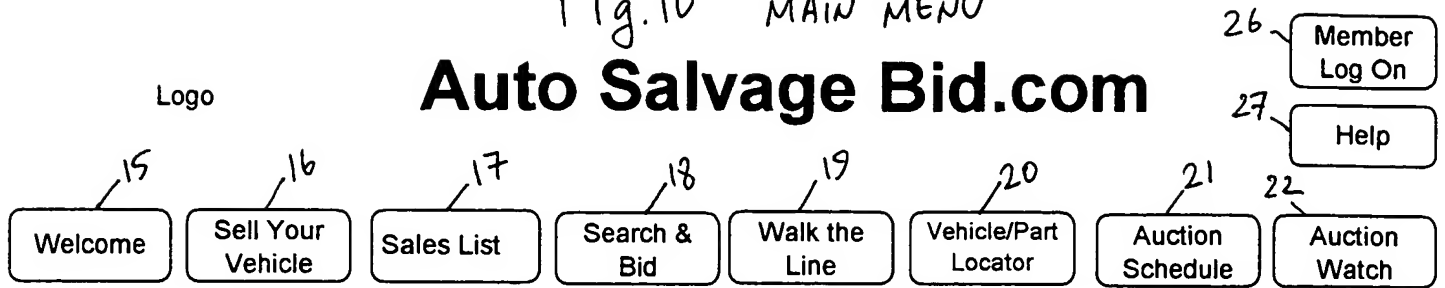 Fig. 10 MAIN MENU
26
Member
Log On
Logo
Auto Salvage Bid.com
27
Help
15
16
17
18
19
20
21
22
Welcome
Sell Your
Vehicle
Sales List
Search &
Bid
Walk the
Line
Vehicle/Part
Locator
Auction
Schedule
Auction
Watch